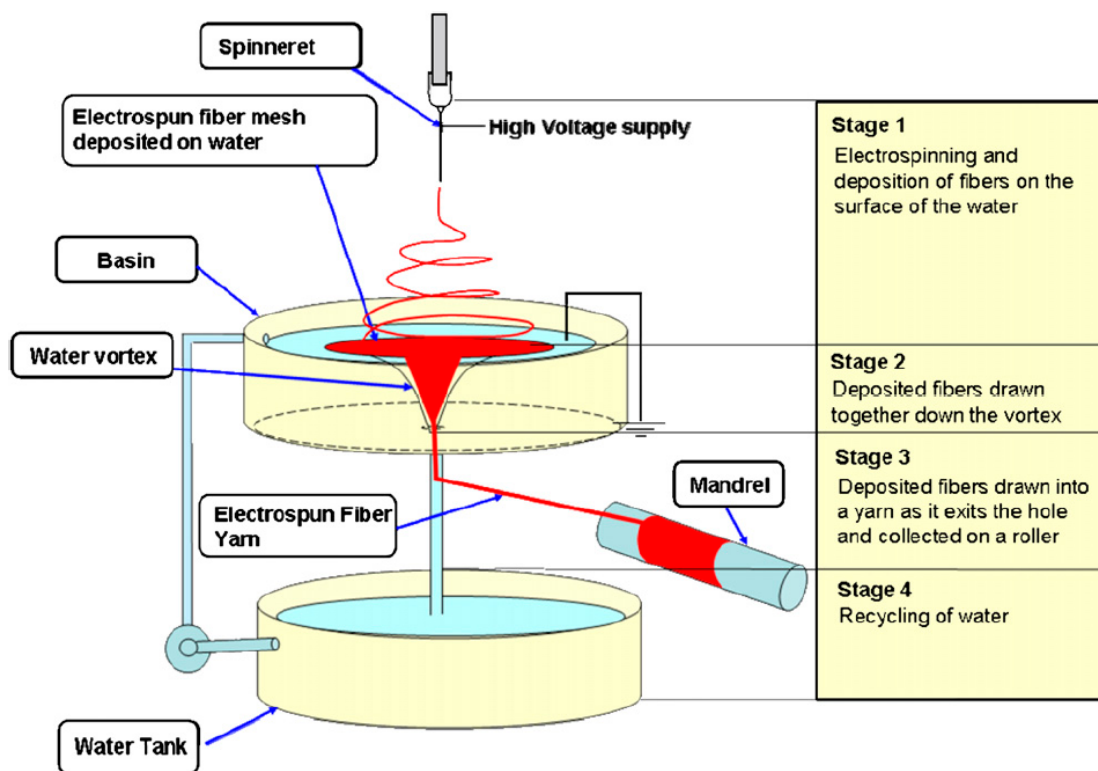 Spinneret
Electrospun fiber mesh
deposited on water
High Voltage supply
Basin
Water vortex
Electrospun Fiber
Yarn
Mandrel
Water Tank
Stage 1
Electrospinning and
deposition of fibers on the
surface of the water
Stage 2
Deposited fibers drawn
together down the vortex
Stage 3
Deposited fibers drawn into
a yarn as it exits the hole
and collected on a roller
Stage 4
Recycling of water